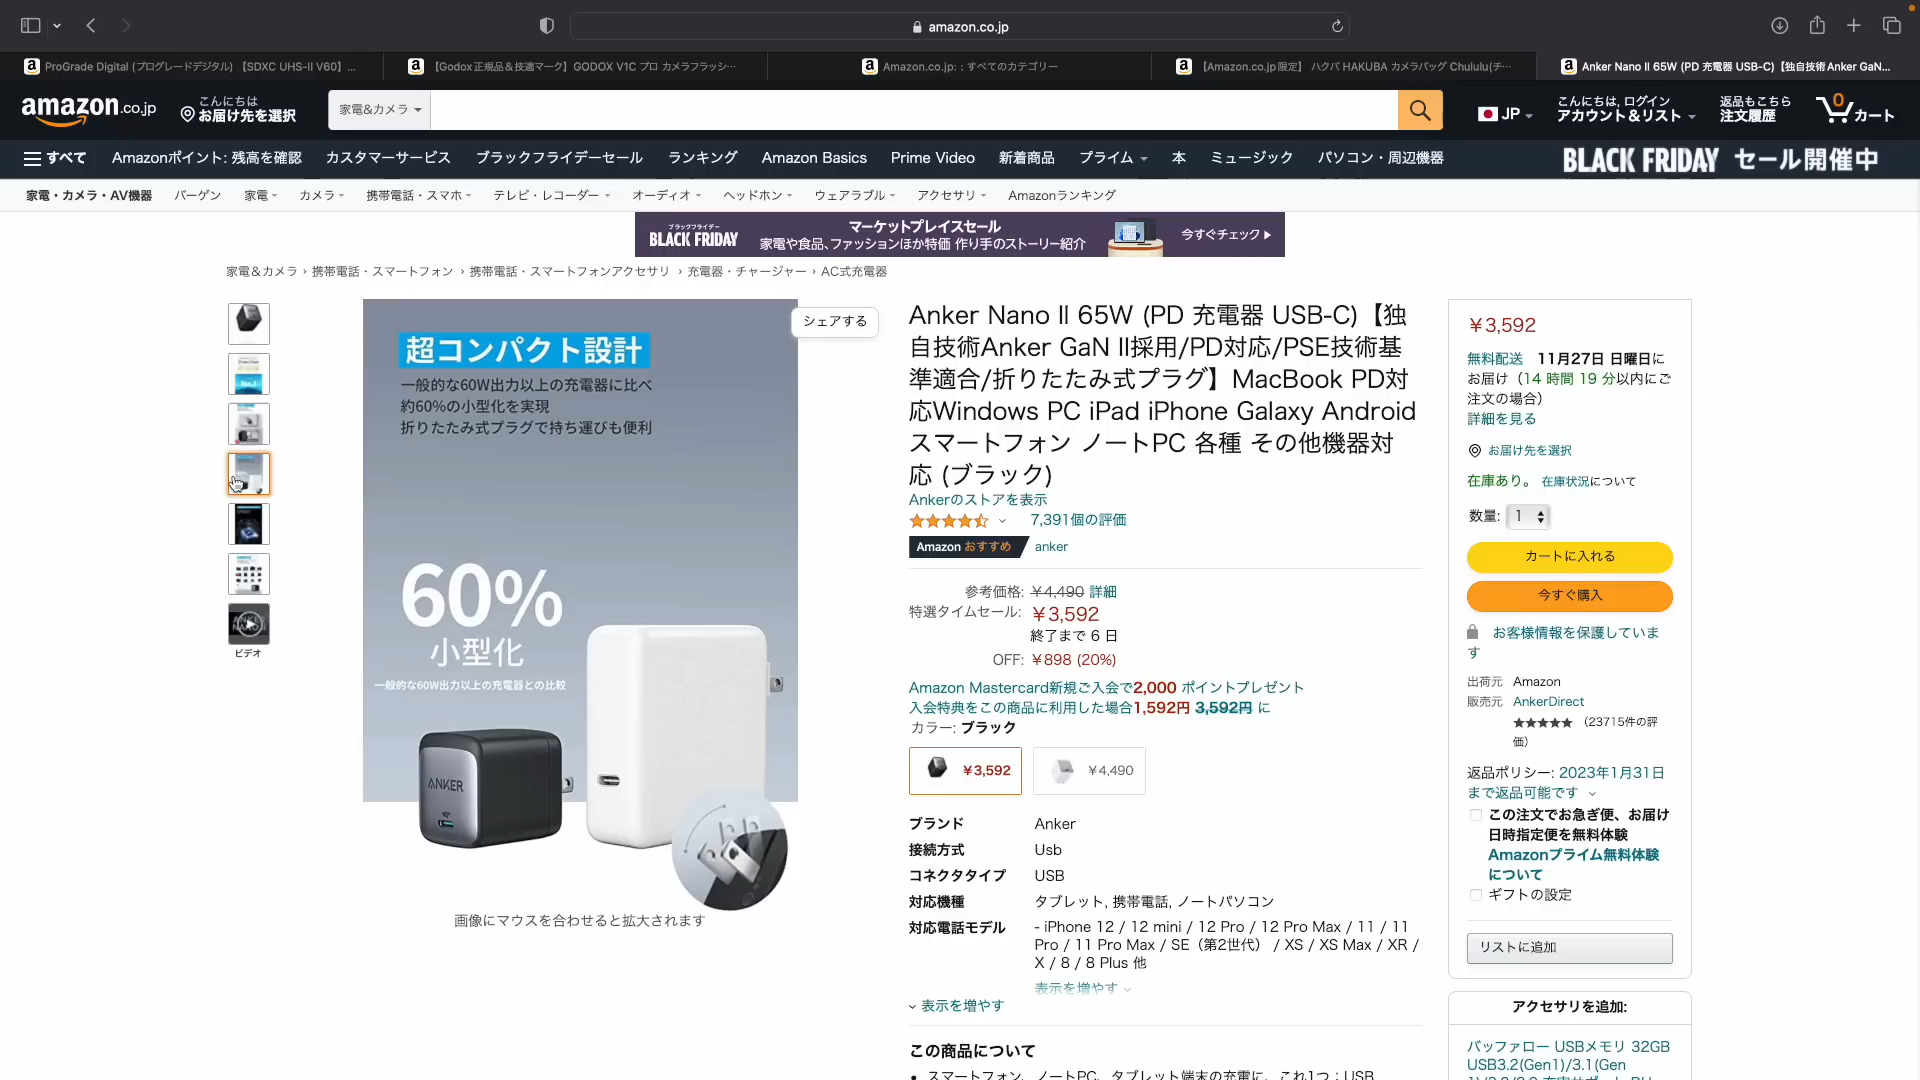 amazon.co.jp
ProGrade Digital (プログレードデジタル) 【SDXC UHS-II V60】...
【Godox正規品＆技適マーク】GODOX V1C プロ カメラフラッシ…
Amazon.co.jp: : すべてのカテゴリー
【Amazon.co.jp限定】 ハクバ HAKUBA カメラバッグ Chululu(チ…
Anker Nano II 65W (PD 充電器 USB-C)【独自技術Anker GaN...
amazon.co.jp
こんにちは
お届け先を選択
家電&カメラ
JP
こんにちは, ログイン
アカウント＆リスト
返品もこちら
注文履歴
0
カート
すべて
Amazonポイント: 残高を確認
カスタマーサービス
ブラックフライデーセール
ランキング
Amazon Basics
Prime Video
新着商品
プライム
本
ミュージック
パソコン・周辺機器
BLACK FRIDAY セール開催中
家電・カメラ・AV機器
バーゲン
家電
カメラ
携帯電話・スマホ
テレビ・レコーダー
オーディオ
ヘッドホン
ウェアラブル
アクセサリ
Amazonランキング
ブラックフライデー
BLACK FRIDAY
マーケットプレイスセール
家電や食品、ファッションほか特価 作り手のストーリー紹介
今すぐチェック
家電＆カメラ › 携帯電話・スマートフォン › 携帯電話・スマートフォンアクセサリ › 充電器・チャージャー › AC式充電器
ビデオ
シェアする
超コンパクト設計
一般的な60W出力以上の充電器に比べ
約60%の小型化を実現
折りたたみ式プラグで持ち運びも便利
60%
小型化
一般的な60W出力以上の充電器との比較
ANKER
画像にマウスを合わせると拡大されます
Anker Nano II 65W (PD 充電器 USB-C)【独
自技術Anker GaN II採用/PD対応/PSE技術基
準適合/折りたたみ式プラグ】MacBook PD対
応Windows PC iPad iPhone Galaxy Android
スマートフォン ノートPC 各種 その他機器対
応 (ブラック)
Ankerのストアを表示
7,391個の評価
Amazon おすすめ
anker
参考価格: ￥4,490 詳細
特選タイムセール: ￥3,592
終了まで 6 日
OFF: ￥898 (20%)
Amazon Mastercard新規ご入会で2,000 ポイントプレゼント
入会特典をこの商品に利用した場合1,592円 3,592円 に
カラー: ブラック
￥3,592
￥4,490
ブランド Anker
接続方式 Usb
コネクタタイプ USB
対応機種 タブレット, 携帯電話, ノートパソコン
対応電話モデル - iPhone 12 / 12 mini / 12 Pro / 12 Pro Max / 11 / 11
Pro / 11 Pro Max / SE（第2世代） / XS / XS Max / XR /
X / 8 / 8 Plus 他
表示を増やす
表示を増やす
この商品について
• スマートフォン、ノートPC、タブレット端末の充電に、これ1つ：USB
￥3,592
無料配送 11月27日 日曜日に
お届け（14 時間 19 分以内にご
注文の場合）
詳細を見る
お届け先を選択
在庫あり。 在庫状況について
数量: 1
カートに入れる
今すぐ購入
お客様情報を保護していま
す
出荷元 Amazon
販売元 AnkerDirect
★★★★★ （23715件の評
価）
返品ポリシー: 2023年1月31日
まで返品可能です
この注文でお急ぎ便、お届け
日時指定便を無料体験
Amazonプライム無料体験
について
ギフトの設定
リストに追加
アクセサリを追加:
バッファロー USBメモリ 32GB
USB3.2(Gen1)/3.1(Gen